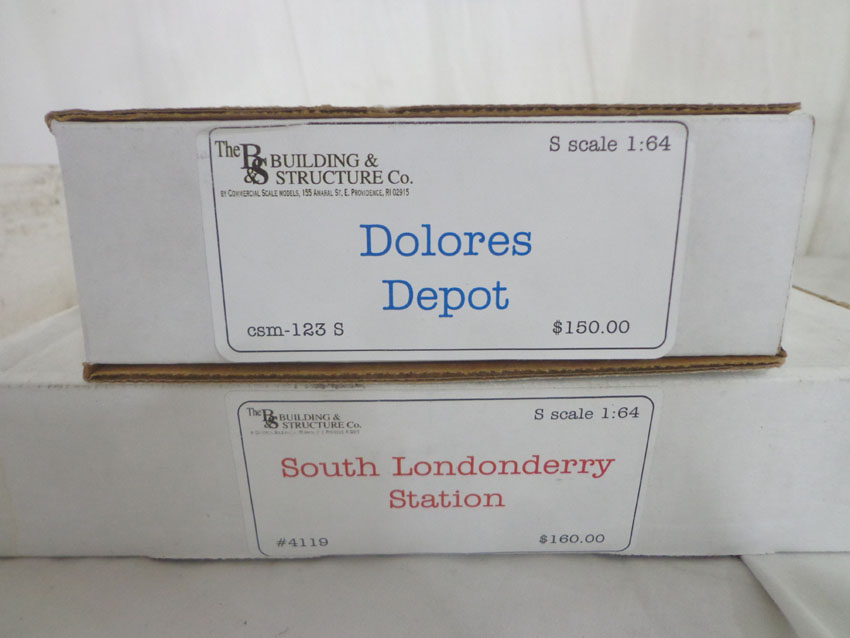 The B&S BUILDING &
STRUCTURE Co.
BY COMMERCIAL SCALE MODELS, 155 AMARAL ST, E. PROVIDENCE, RI 02915
S scale 1:64
Dolores
Depot
csm-123 S
$150.00
The B&S BUILDING &
STRUCTURE Co.
S scale 1:64
South Londonderry
Station
#4119
$160.00